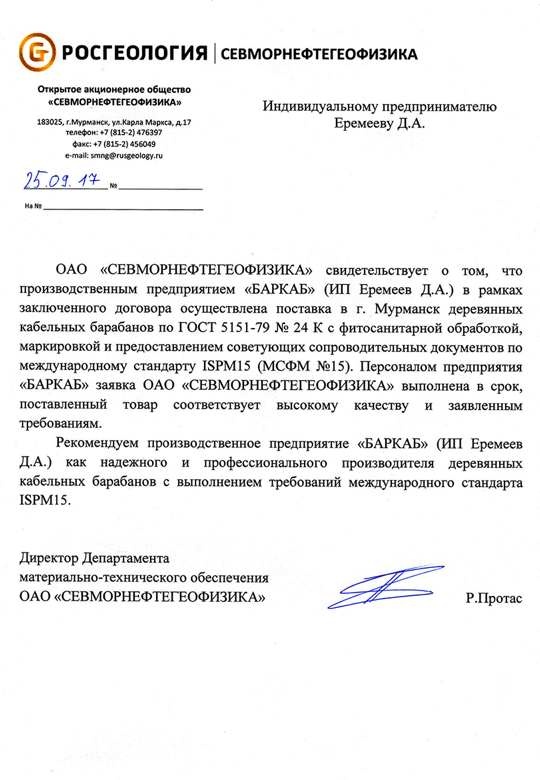 РОСГЕОЛОГИЯ | СЕВМОРНЕФТЕГЕОФИЗИКА
Открытое акционерное общество
«СЕВМОРНЕФТЕГЕОФИЗИКА»
183025, г.Мурманск, ул.Карла Маркса, д.17
телефон: +7 (815-2) 476397
факс: +7 (815-2) 456049
e-mail: smng@rusgeology.ru
25.09.17 №
На №
Индивидуальному предпринимателю
Еремееву Д.А.
ОАО «СЕВМОРНЕФТЕГЕОФИЗИКА» свидетельствует о том, что
производственным предприятием «БАРКАБ» (ИП Еремеев Д.А.) в рамках
заключенного договора осуществлена поставка в г. Мурманск деревянных
кабельных барабанов по ГОСТ 5151-79 № 24 К с фитосанитарной обработкой,
маркировкой и предоставлением советующих сопроводительных документов по
международному стандарту ISPM15 (МСФМ №15). Персоналом предприятия
«БАРКАБ» заявка ОАО «СЕВМОРНЕФТЕГЕОФИЗИКА» выполнена в срок,
поставленный товар соответствует высокому качеству и заявленным
требованиям.
Рекомендуем производственное предприятие «БАРКАБ» (ИП Еремеев
Д.А.) как надежного и профессионального производителя деревянных
кабельных барабанов с выполнением требований международного стандарта
ISPM15.
Директор Департамента
материально-технического обеспечения
ОАО «СЕВМОРНЕФТЕГЕОФИЗИКА» Р.Протас